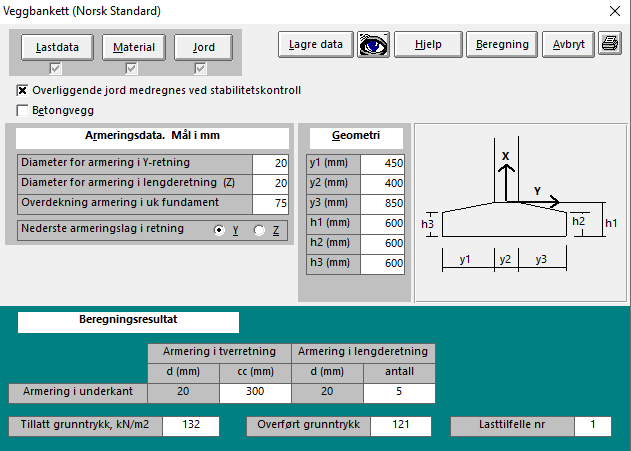 Veggbankett (Norsk Standard)
Lastdata Material Jord Lagre data Hjelp Beregning Avbryt
Overliggende jord medregnes ved stabilitetskontroll
Betongvegg
Armeringsdata. Mål i mm
Diameter for armering i Y-retning 20
Diameter for armering i lengderetning (Z) 20
Overdekning armering i uk fundament 75
Nederste armeringslag i retning Y Z
Geometri
y1 (mm) 450
y2 (mm) 400
y3 (mm) 850
h1 (mm) 600
h2 (mm) 600
h3 (mm) 600
X
Y
h3 h2 h1
y1 y2 y3
Beregningsresultat
Armering i tverretning Armering i lengderetning
d (mm) cc (mm) d (mm) antall
Armering i underkant 20 300 20 5
Tillatt grunntrykk, kN/m2 132 Overført grunntrykk 121 Lasttilfelle nr 1